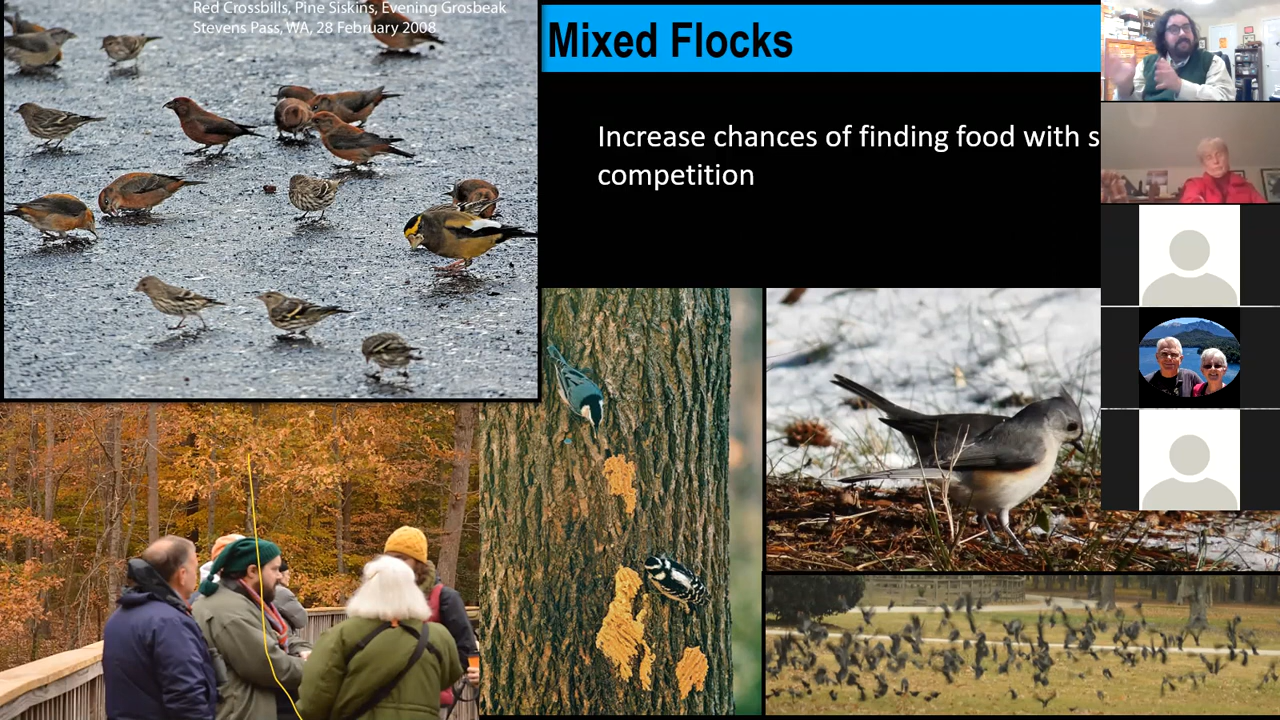 Red Crossbills, Pine Siskins, Evening Grosbeak
Stevens Pass, WA, 28 February 2008
Mixed Flocks
Increase chances of finding food with s
competition